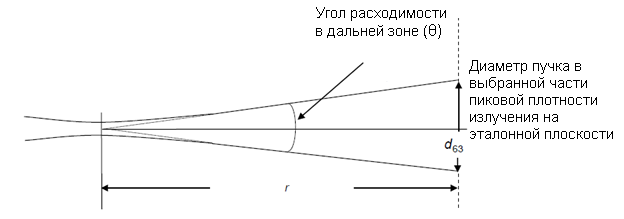 Угол расходимости
в дальней зоне (θ)
Диаметр пучка в
выбранной части
пиковой плотности
излучения на
эталонной плоскости
d63
r